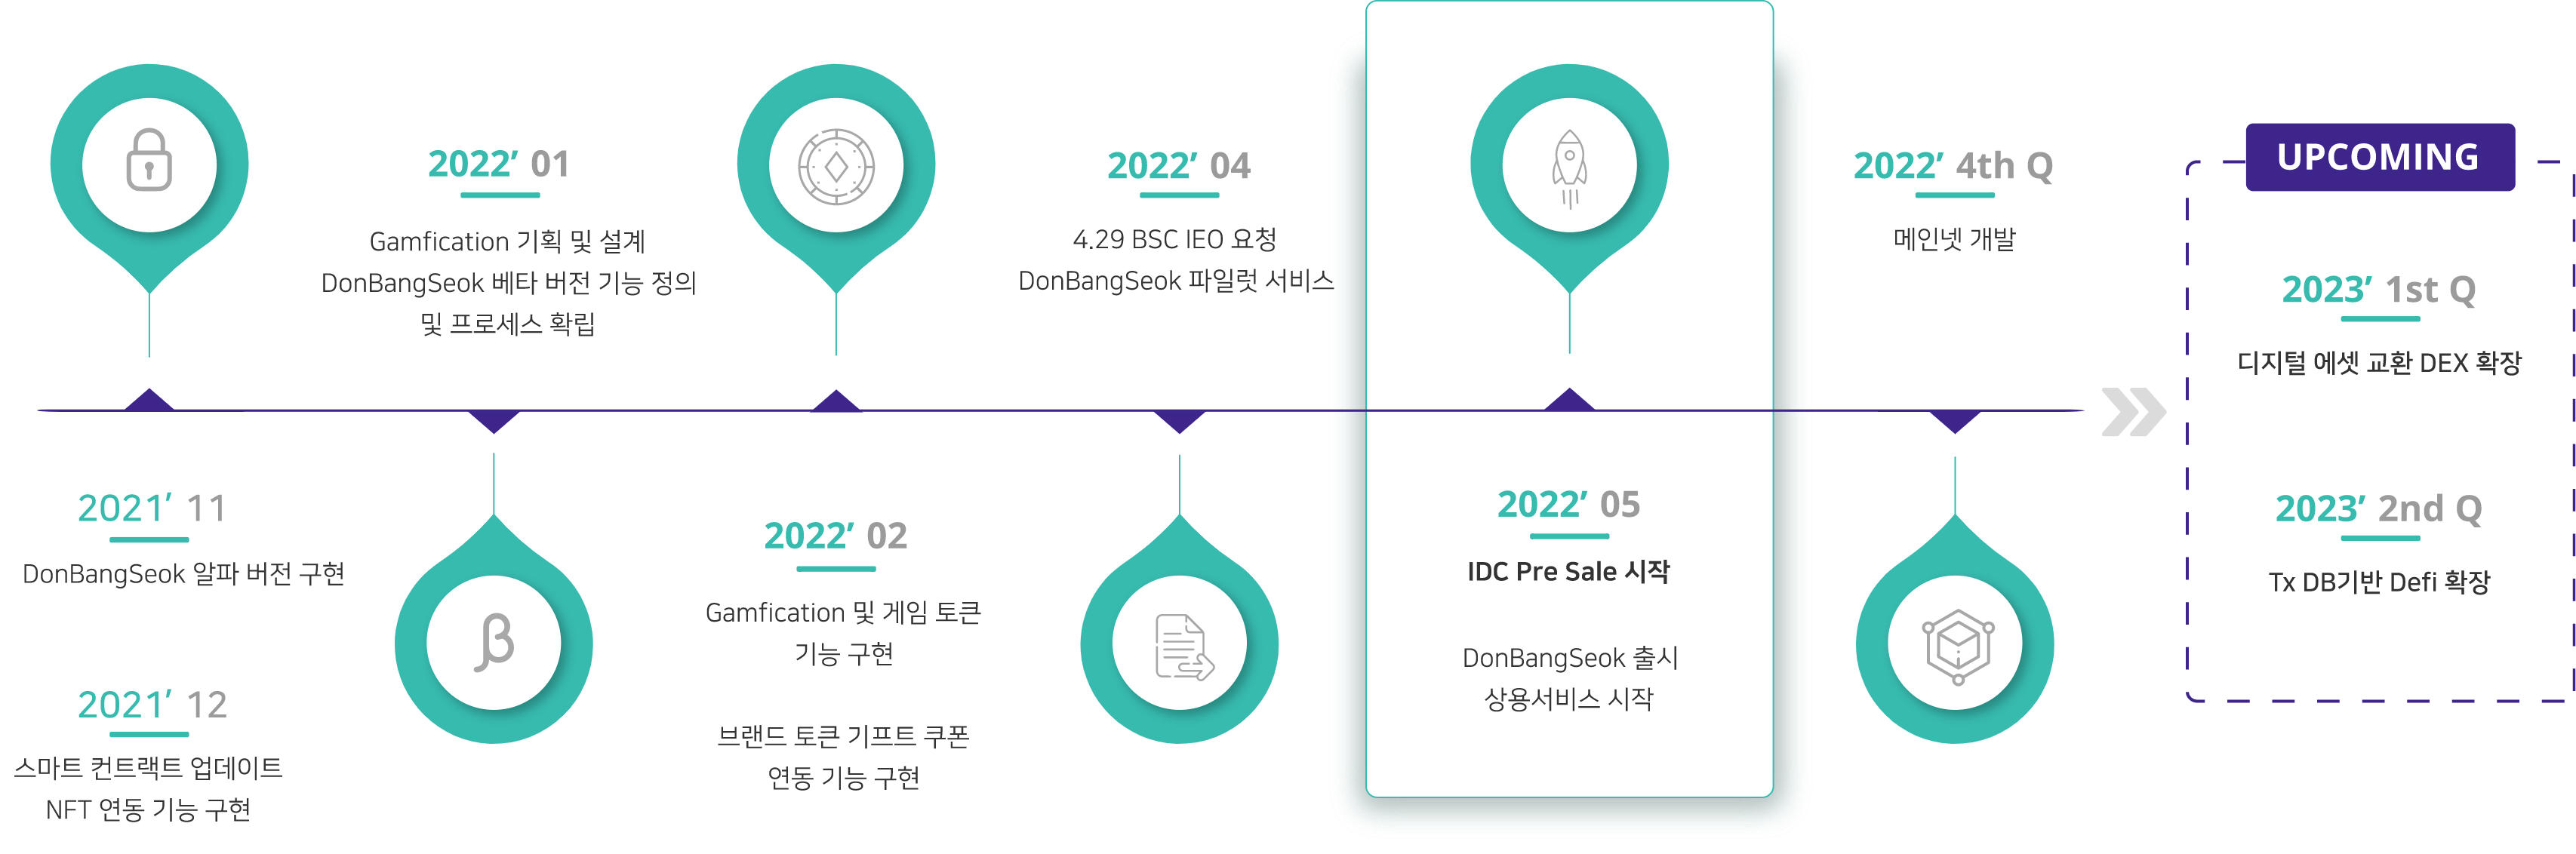 2021’ 11
DonBangSeok 알파 버전 구현
2021’ 12
스마트 컨트랙트 업데이트
NFT 연동 기능 구현
2022’ 01
Gamfication 기획 및 설계
DonBangSeok 베타 버전 기능 정의
및 프로세스 확립
β
2022’ 02
Gamfication 및 게임 토큰
기능 구현
브랜드 토큰 기프트 쿠폰
연동 기능 구현
2022’ 04
4.29 BSC IEO 요청
DonBangSeok 파일럿 서비스
2022’ 05
IDC Pre Sale 시작
DonBangSeok 출시
상용서비스 시작
2022’ 4th Q
메인넷 개발
UPCOMING
2023’ 1st Q
디지털 에셋 교환 DEX 확장
2023’ 2nd Q
Tx DB기반 Defi 확장